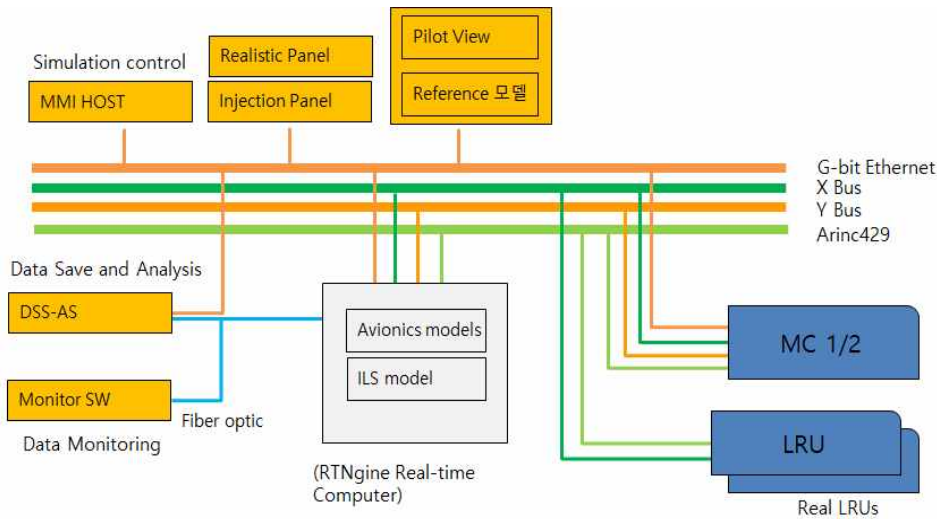 Simulation control
MMI HOST
Realistic Panel
Injection Panel
Pilot View
Reference 모델
G-bit Ethernet
X Bus
Y Bus
Arinc429
Data Save and Analysis
DSS-AS
Monitor SW
Data Monitoring
Fiber optic
Avionics models
ILS model
(RTNgine Real-time
Computer)
MC 1/2
LRU
Real LRUs